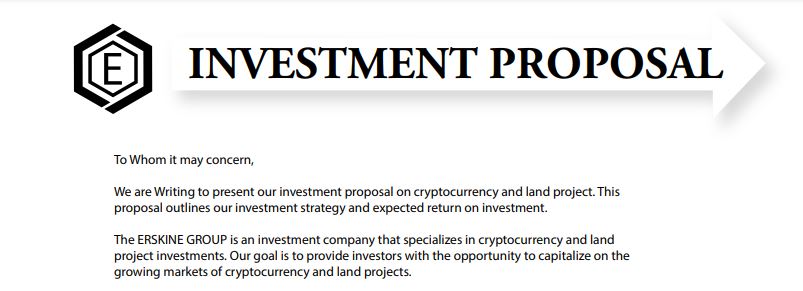 E
INVESTMENT PROPOSAL
To Whom it may concern,
We are Writing to present our investment proposal on cryptocurrency and land project. This
proposal outlines our investment strategy and expected return on investment.
The ERSKINE GROUP is an investment company that specializes in cryptocurrency and land
project investments. Our goal is to provide investors with the opportunity to capitalize on the
growing markets of cryptocurrency and land projects.